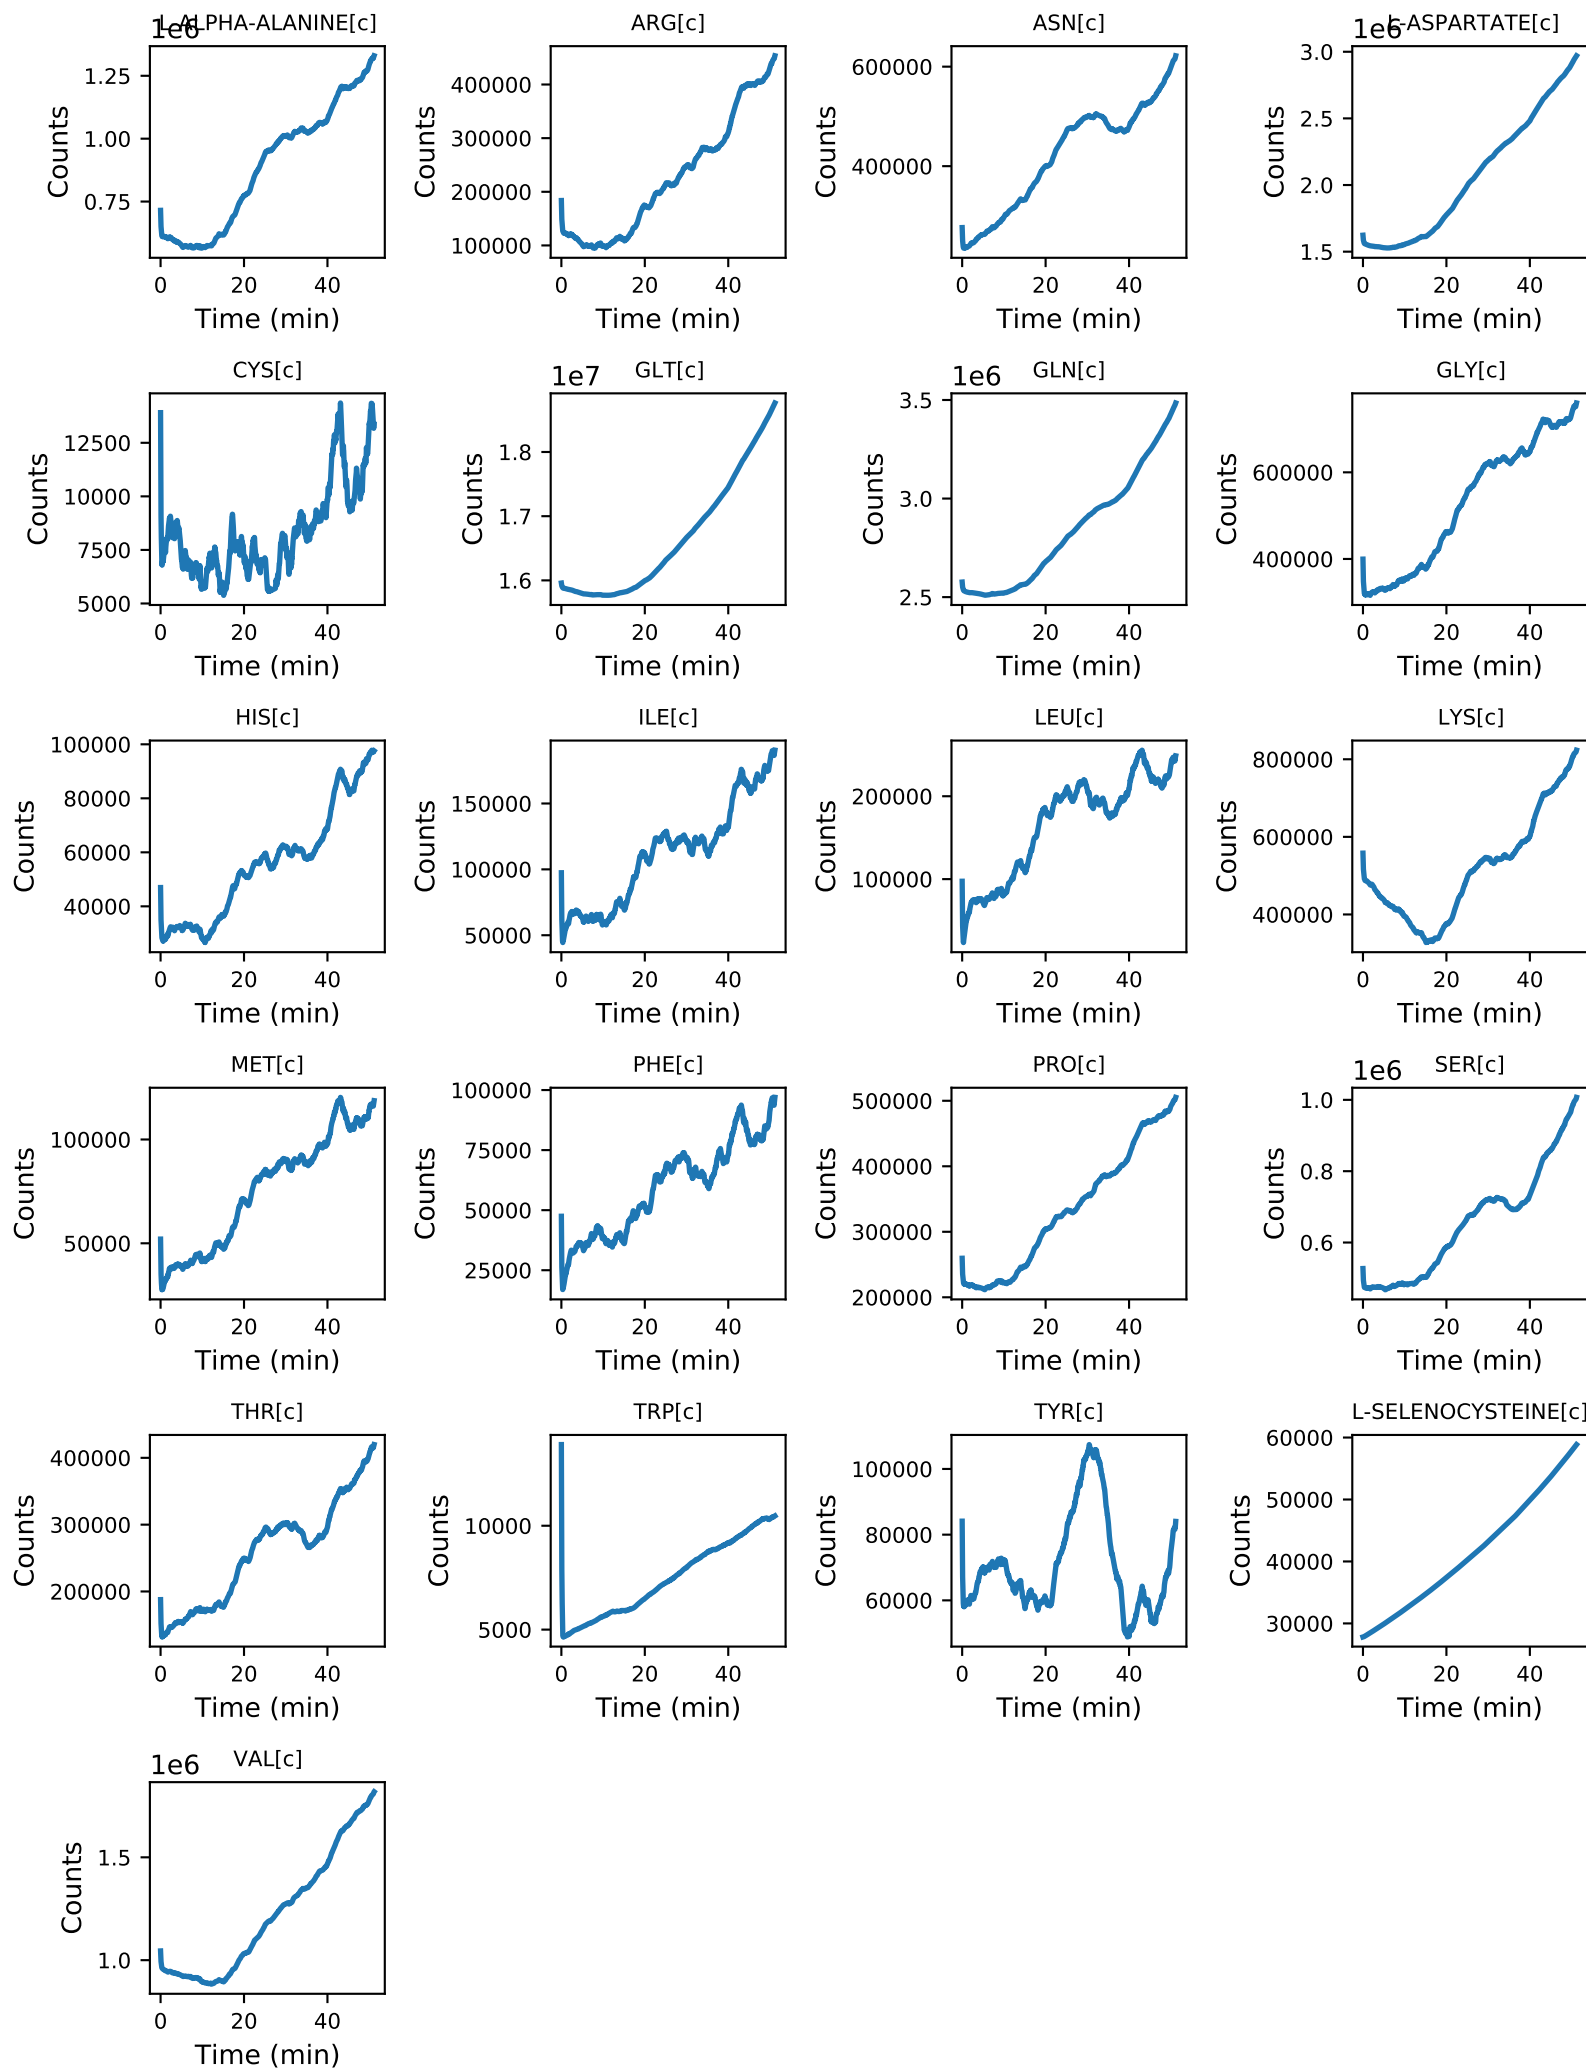 L-ALPHA-ALANINE[c]
1e6
Counts
1.25
1.00
0.75
0 20 40
Time (min)
ARG[c]
Counts
400000
300000
200000
100000
0 20 40
Time (min)
ASN[c]
Counts
600000
400000
0 20 40
Time (min)
L-ASPARTATE[c]
1e6
Counts
3.0
2.5
2.0
1.5
0 20 40
Time (min)
CYS[c]
Counts
12500
10000
7500
5000
0 20 40
Time (min)
GLT[c]
1e7
Counts
1.8
1.7
1.6
0 20 40
Time (min)
GLN[c]
1e6
Counts
3.5
3.0
2.5
0 20 40
Time (min)
GLY[c]
Counts
600000
400000
0 20 40
Time (min)
HIS[c]
Counts
100000
80000
60000
40000
0 20 40
Time (min)
ILE[c]
Counts
150000
100000
50000
0 20 40
Time (min)
LEU[c]
Counts
200000
100000
0 20 40
Time (min)
LYS[c]
Counts
800000
600000
400000
0 20 40
Time (min)
MET[c]
Counts
100000
50000
0 20 40
Time (min)
PHE[c]
Counts
100000
75000
50000
25000
0 20 40
Time (min)
PRO[c]
Counts
500000
400000
300000
200000
0 20 40
Time (min)
SER[c]
1e6
Counts
1.0
0.8
0.6
0 20 40
Time (min)
THR[c]
Counts
400000
300000
200000
0 20 40
Time (min)
TRP[c]
Counts
10000
5000
0 20 40
Time (min)
TYR[c]
Counts
100000
80000
60000
0 20 40
Time (min)
L-SELENOCYSTEINE[c]
Counts
60000
50000
40000
30000
0 20 40
Time (min)
VAL[c]
1e6
Counts
1.5
1.0
0 20 40
Time (min)